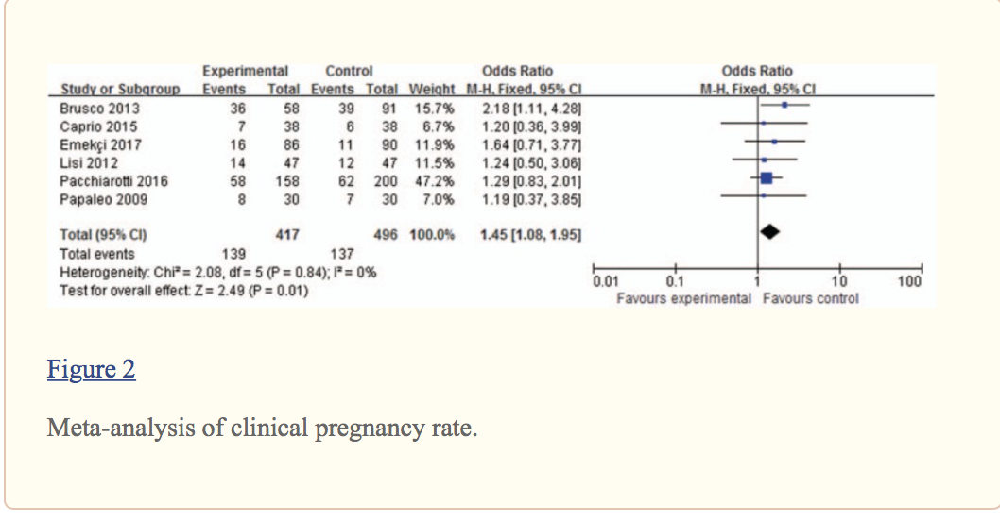 Experimental Control Odds Ratio Odds Ratio
Study or Subgroup Events Total Events Total Weight M-H, Fixed, 95% CI M-H, Fixed, 95% CI
Brusco 2013 36 58 39 91 15.7% 2.18 [1.11, 4.28]
Caprio 2015 7 38 6 38 6.7% 1.20 [0.36, 3.99]
Emekçi 2017 16 86 11 90 11.9% 1.64 [0.71, 3.77]
Lisi 2012 14 47 12 47 11.5% 1.24 [0.50, 3.06]
Pacchiarotti 2016 58 158 62 200 47.2% 1.29 [0.83, 2.01]
Papaleo 2009 8 30 7 30 7.0% 1.19 [0.37, 3.85]
Total (95% CI) 417 496 100.0% 1.45 [1.08, 1.95]
Total events 139 137
Heterogeneity: Chi² = 2.08, df = 5 (P = 0.84); I² = 0%
Test for overall effect: Z = 2.49 (P = 0.01)
0.01 0.1 1 10 100
Favours experimental Favours control
Figure 2
Meta-analysis of clinical pregnancy rate.